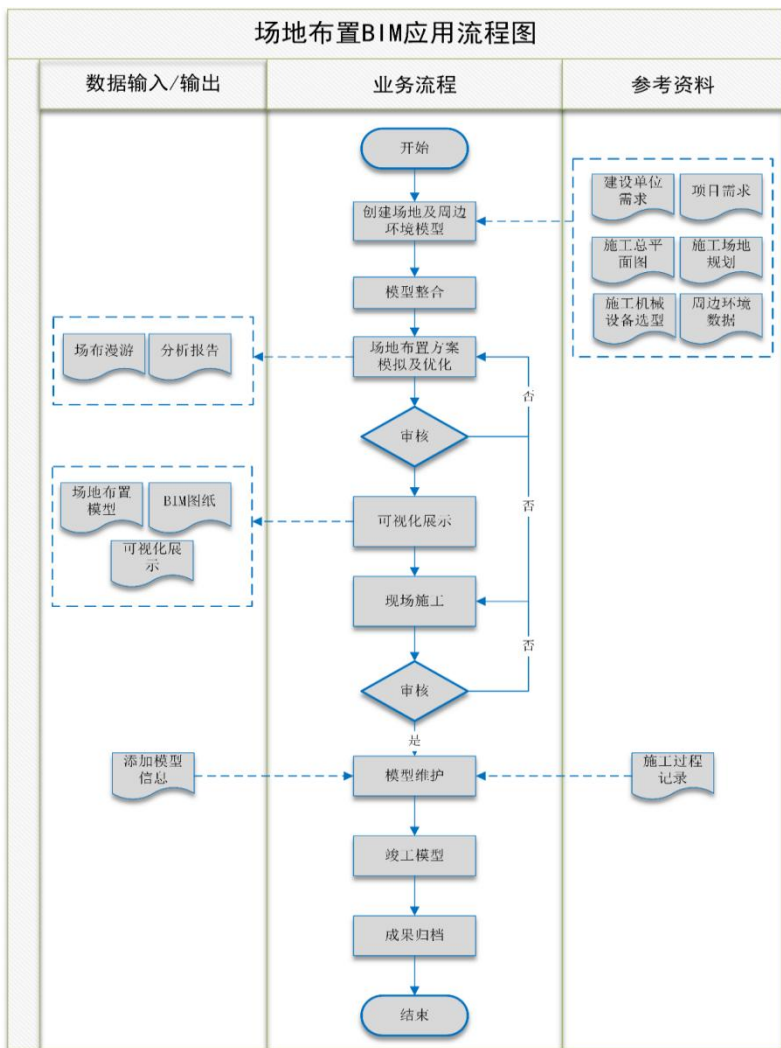 场地布置BIM应用流程图
数据输入/输出
业务流程
参考资料
开始
建设单位
需求
项目需求
创建场地及周边
环境模型
施工总平
面图
施工场地
规划
模型整合
施工机械
设备选型
周边环境
数据
场布漫游
分析报告
场地布置方案
模拟及优化
否
审核
场地布置
模型
BIM图纸
可视化展示
否
可视化展
示
现场施工
否
审核
是
添加模型
信息
模型维护
施工过程
记录
竣工模型
成果归档
结束